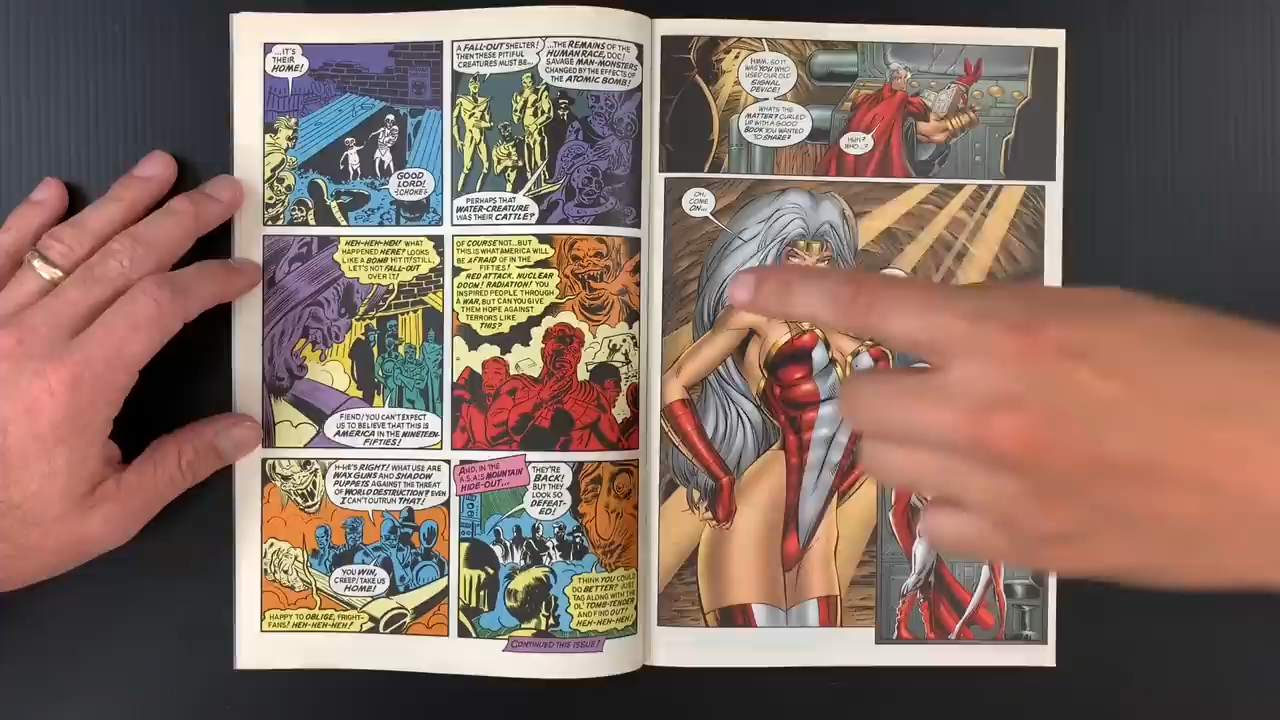 ...IT'S
THEIR
HOME!
GOOD
LORD!
:CHOKE:
A FALL-OUT SHELTER!
THEN THESE PITIFUL
CREATURES MUST BE...
...THE REMAINS OF THE
HUMAN RACE, DOC!
SAVAGE MAN-MONSTERS
CHANGED BY THE EFFECTS
OF THE ATOMIC BOMB!
PERHAPS THAT
WATER-CREATURE
WAS THEIR CATTLE?
HEH-HEH-HEH! WHAT
HAPPENED HERE? LOOKS
LIKE A BOMB HIT IT! STILL,
LET'S NOT FALL-OUT
OVER IT!
FIEND! YOU CAN'T EXPECT
US TO BELIEVE THAT THIS IS
AMERICA IN THE NINETEEN-
FIFTIES!
OF COURSE NOT...BUT
THIS IS WHAT AMERICA WILL
BE AFRAID OF IN THE
FIFTIES!
RED ATTACK. NUCLEAR
DOOM! RADIATION! YOU
INSPIRED PEOPLE THROUGH
A WAR, BUT CAN YOU GIVE
THEM HOPE AGAINST
TERRORS LIKE
THIS?
H-HE'S RIGHT! WHAT USE ARE
WAX GUNS AND SHADOW
PUPPETS AGAINST THE THREAT
OF WORLD DESTRUCTION? EVEN
I CAN'T OUTRUN THAT!
YOU WIN,
CREEP! TAKE US
HOME!
HAPPY TO OBLIGE, FRIGHT-
FANS! HEH-HEH-HEH!
AND, IN THE
A.S.A.'S MOUNTAIN
HIDE-OUT...
THEY'RE
BACK!
BUT THEY
LOOK SO
DEFEAT-
ED!
THINK YOU COULD
DO BETTER? JUST
TAG ALONG WITH THE
OL' TOMB-TENDER
AND FIND OUT!
HEH-HEH-HEH!
CONTINUED THIS ISSUE!
HMM. SO IT
WAS YOU WHO
USED OUR OLD
SIGNAL
DEVICE!
WHAT'S THE
MATTER? CURLED
UP WITH A GOOD
BOOK YOU WANTED
TO SHARE?
HUH?
WHO...?
OH,
COME
ON...